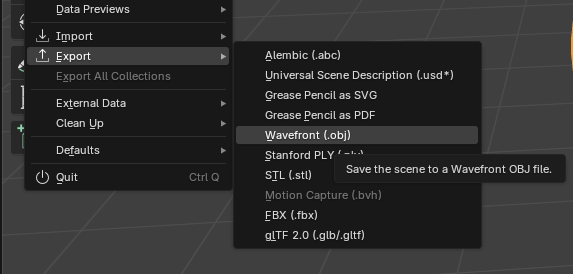 Data Previews
Import
Export
Export All Collections
External Data
Clean Up
Defaults
Quit Ctrl Q
Alembic (.abc)
Universal Scene Description (.usd*)
Grease Pencil as SVG
Grease Pencil as PDF
Wavefront (.obj)
Stanford PLY
STL (.stl)
Motion Capture (.bvh)
FBX (.fbx)
glTF 2.0 (.glb/.gltf)
Save the scene to a Wavefront OBJ file.